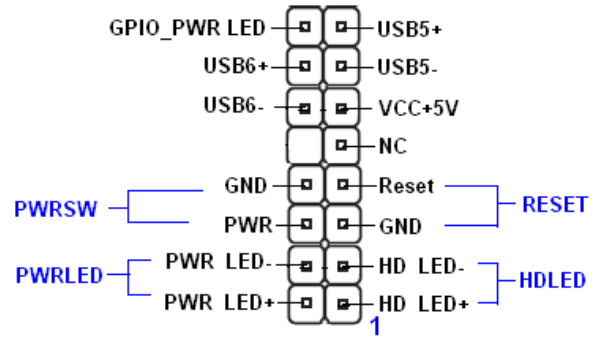 GPIO_PWR LED USB5+
USB6+ USB5-
USB6- VCC+5V
NC
GND Reset
PWRSW RESET
PWR GND
PWR LED- HD LED-
PWRLED HDLED
PWR LED+ HD LED+
1